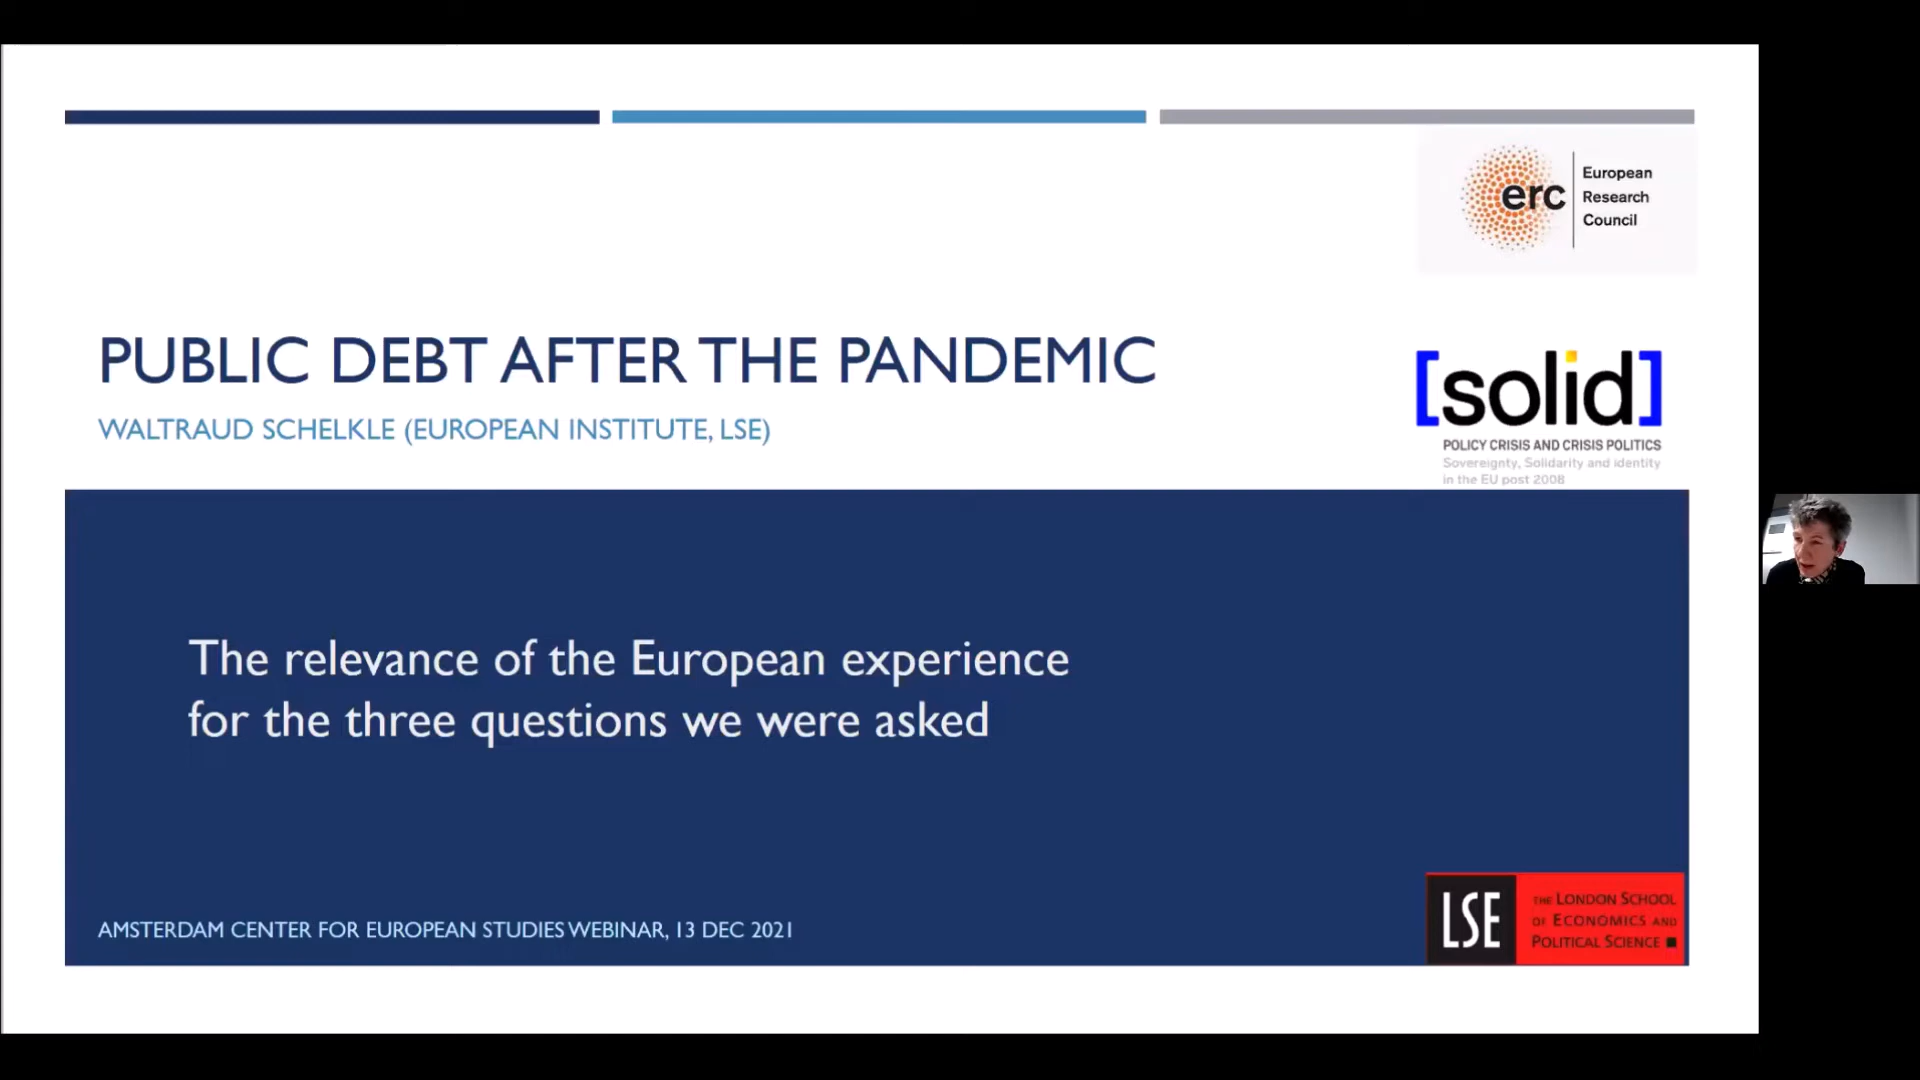 erc
European
Research
Council
PUBLIC DEBT AFTER THE PANDEMIC
WALTRAUD SCHELKLE (EUROPEAN INSTITUTE, LSE)
[solid]
POLICY CRISIS AND CRISIS POLITICS
Sovereignty, Solidarity and identity
in the EU post 2008
The relevance of the European experience
for the three questions we were asked
AMSTERDAM CENTER FOR EUROPEAN STUDIES WEBINAR, 13 DEC 2021
LSE
THE LONDON SCHOOL
OF ECONOMICS AND
POLITICAL SCIENCE